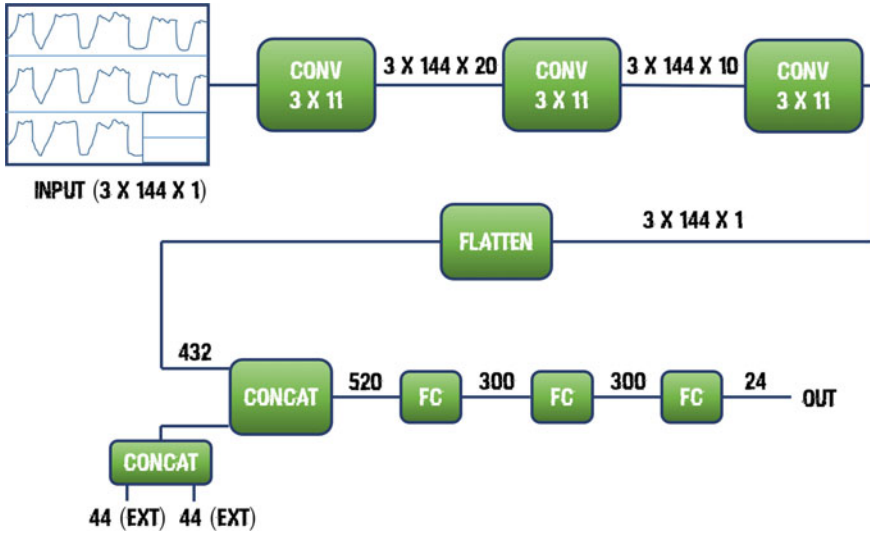 CONV
3 X 11
3 X 144 X 20
CONV
3 X 11
3 X 144 X 10
CONV
3 X 11
INPUT (3 X 144 X 1)
FLATTEN
3 X 144 X 1
432
CONCAT
520
FC
300
FC
300
FC
24
OUT
CONCAT
44 (EXT)
44 (EXT)